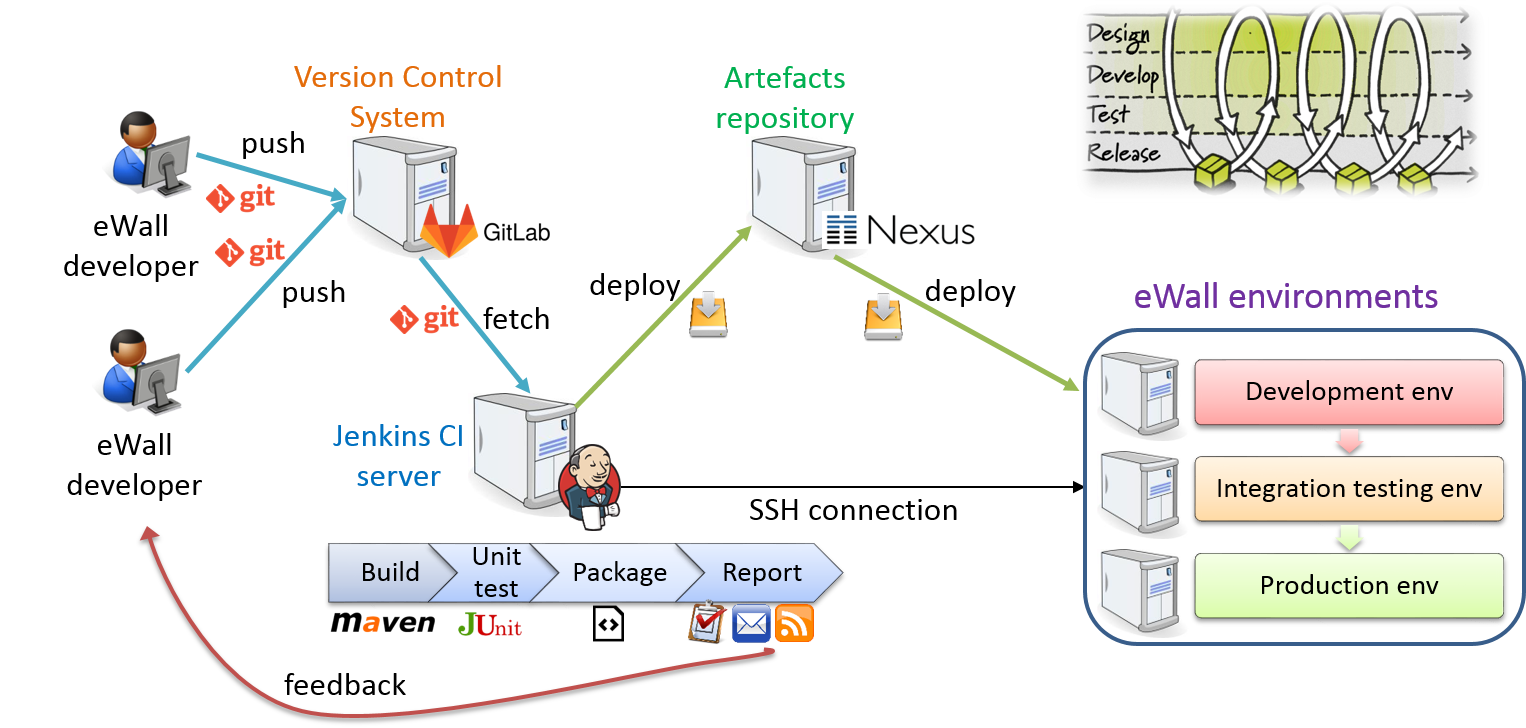 Version Control
System
Artefacts
repository
Design
Develop
Test
Release
push
git
eWall
developer
git
push
GitLab
Nexus
git
fetch
deploy
deploy
eWall environments
Development env
Integration testing env
Production env
eWall
developer
Jenkins CI
server
SSH connection
Build
Unit
test
Package
Report
maven
JUnit
feedback